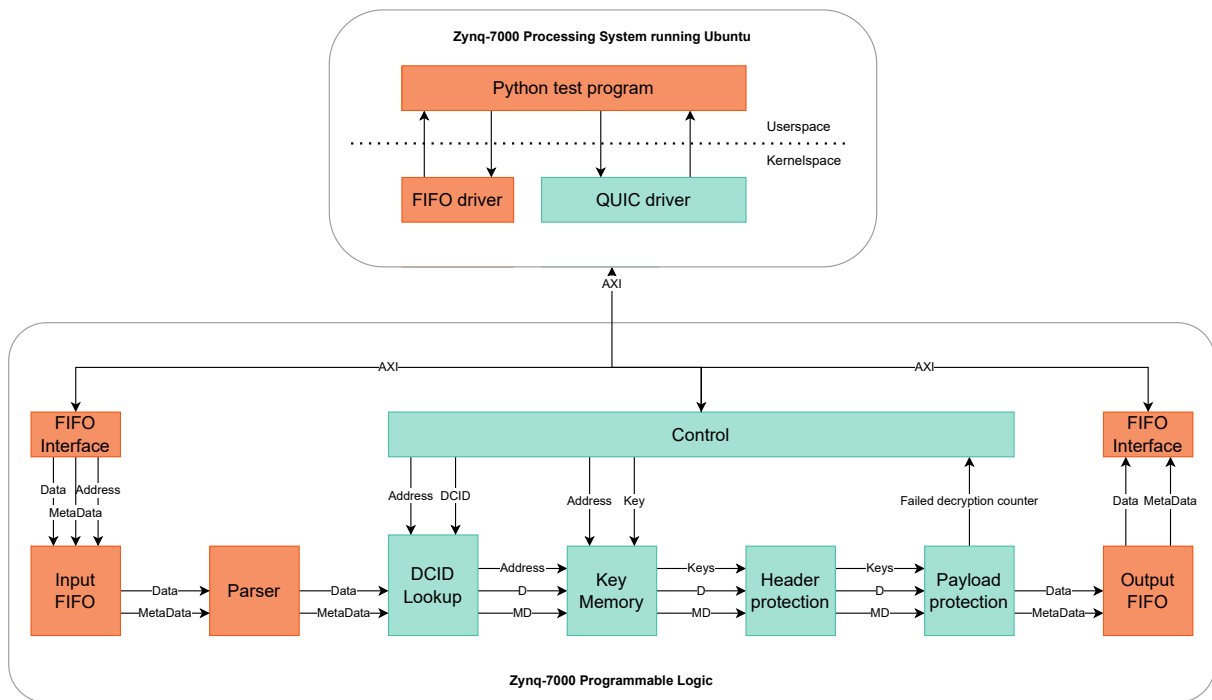 Zynq-7000 Processing System running Ubuntu
Python test program
Userspace
Kernelspace
FIFO driver
QUIC driver
AXI
AXI
AXI
FIFO
Interface
Control
FIFO
Interface
Data
Address
MetaData
Address
DCID
Address
Key
Failed decryption counter
Data
MetaData
Input
FIFO
Data
MetaData
Parser
Data
MetaData
DCID
Lookup
Address
D
MD
Key
Memory
Keys
D
MD
Header
protection
Keys
D
MD
Payload
protection
Data
MetaData
Output
FIFO
Zynq-7000 Programmable Logic